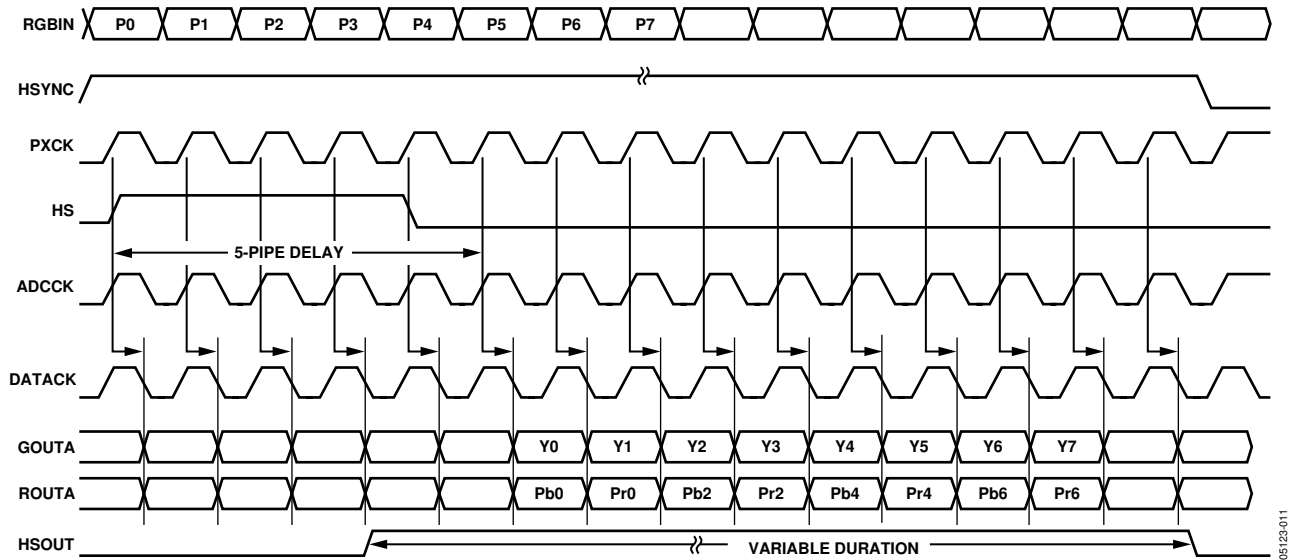 RGBIN P0 P1 P2 P3 P4 P5 P6 P7
HSYNC
PXCK
HS
5-PIPE DELAY
ADCCK
DATACK
GOUTA Y0 Y1 Y2 Y3 Y4 Y5 Y6 Y7
ROUTA Pb0 Pr0 Pb2 Pr2 Pb4 Pr4 Pb6 Pr6
HSOUT VARIABLE DURATION
05123-011